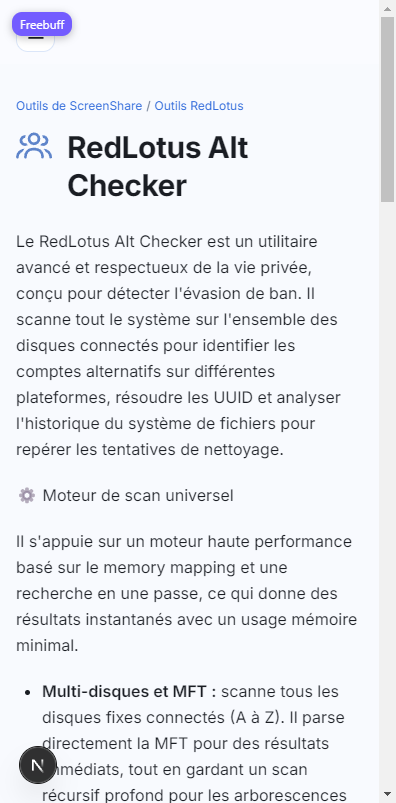 Freebuff
Outils de ScreenShare / Outils RedLotus
RedLotus Alt
Checker
Le RedLotus Alt Checker est un utilitaire
avancé et respectueux de la vie privée,
conçu pour détecter l'évasion de ban. Il
scanne tout le système sur l'ensemble des
disques connectés pour identifier les
comptes alternatifs sur différentes
plateformes, résoudre les UUID et analyser
l'historique du système de fichiers pour
repérer les tentatives de nettoyage.
Moteur de scan universel
Il s'appuie sur un moteur haute performance
basé sur le memory mapping et une
recherche en une passe, ce qui donne des
résultats instantanés avec un usage mémoire
minimal.
Multi-disques et MFT : scanne tous les
disques fixes connectés (A à Z). Il parse
directement la MFT pour des résultats
immédiats, tout en gardant un scan
récursif profond pour les arborescences
N